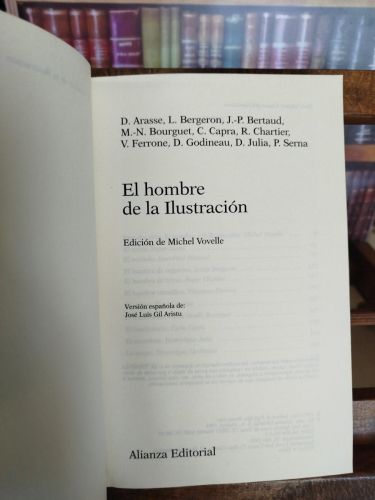 D. Arasse, L. Bergeron, J.-P. Bertaud,
M.-N. Bourguet, C. Capra, R. Chartier,
V. Ferrone, D. Godineau, D. Julia, P. Serna
El hombre
de la Ilustración
Edición de Michel Vovelle
Versión española de:
José Luis Gil Aristu
Alianza Editorial